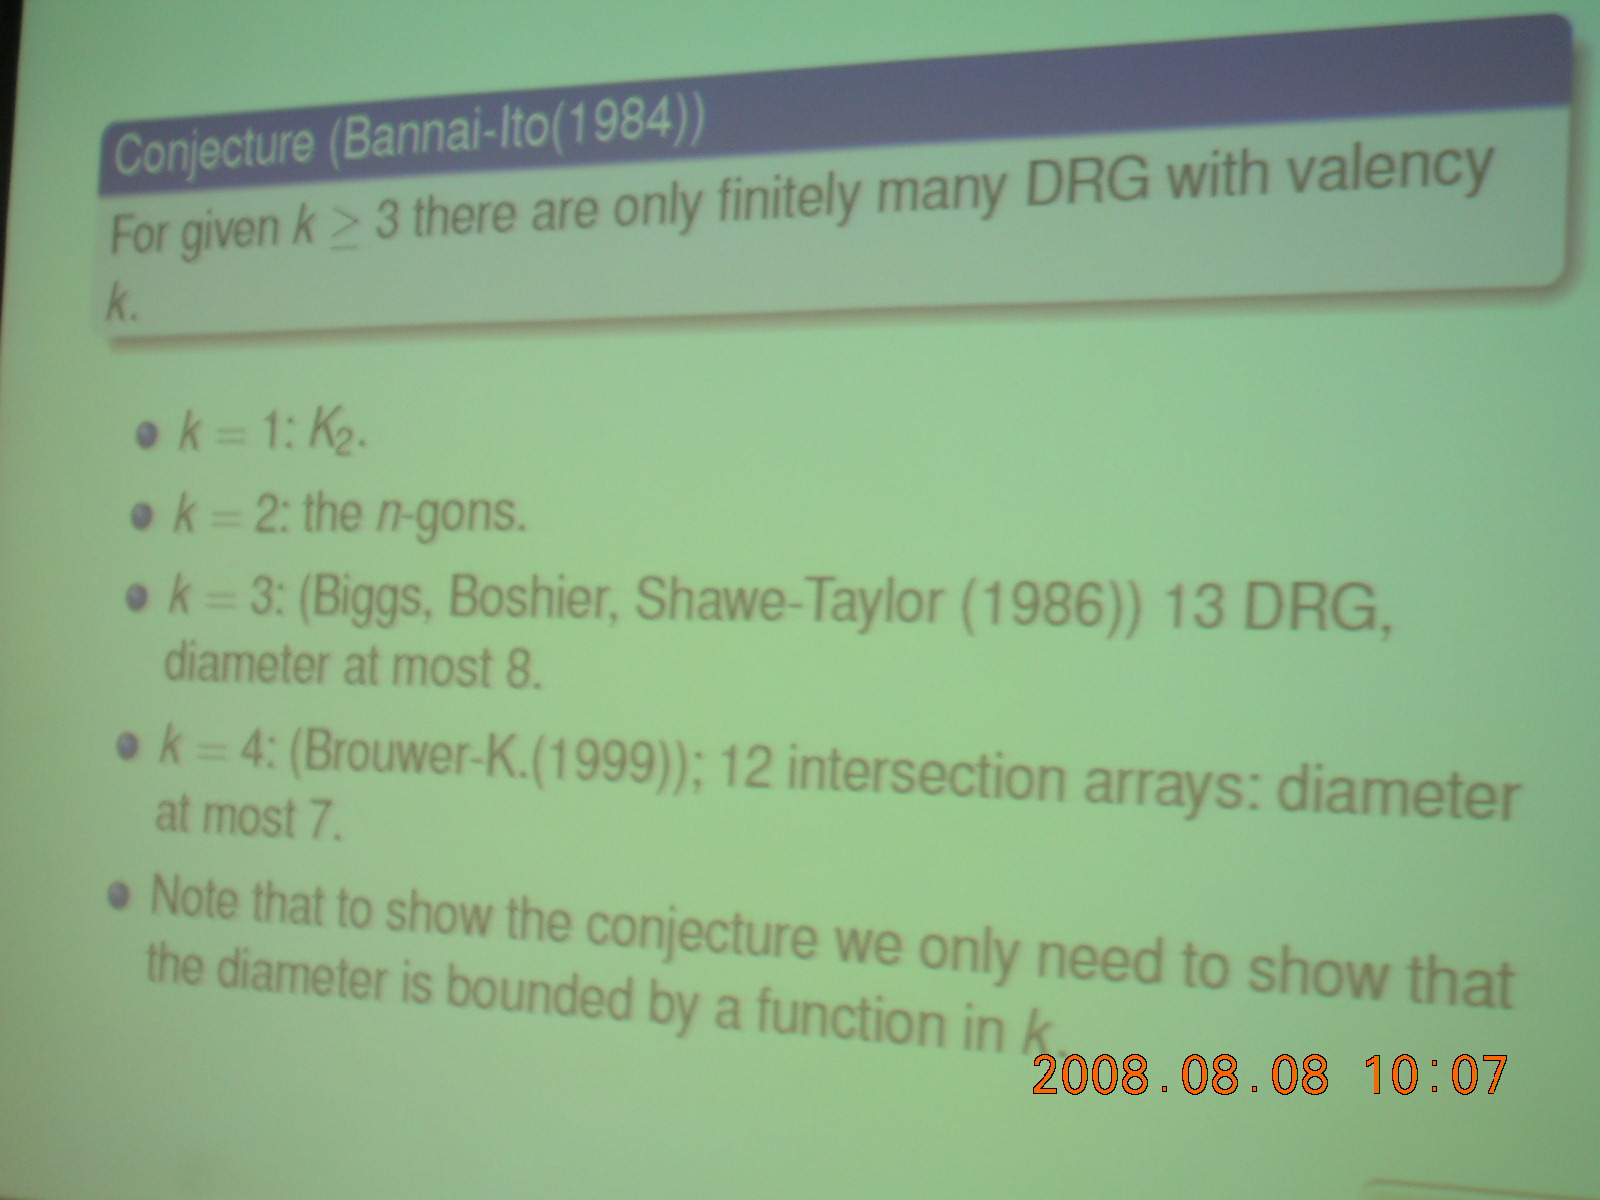 Conjecture (Bannai-Ito(1984))
For given k ≥ 3 there are only finitely many DRG with valency
k.
k = 1: K₂.
k = 2: the n-gons.
k = 3: (Biggs, Boshier, Shawe-Taylor (1986)) 13 DRG,
diameter at most 8.
k = 4: (Brouwer-K.(1999)); 12 intersection arrays: diameter
at most 7.
Note that to show the conjecture we only need to show that
the diameter is bounded by a function in k.
2008.08.08 10:07